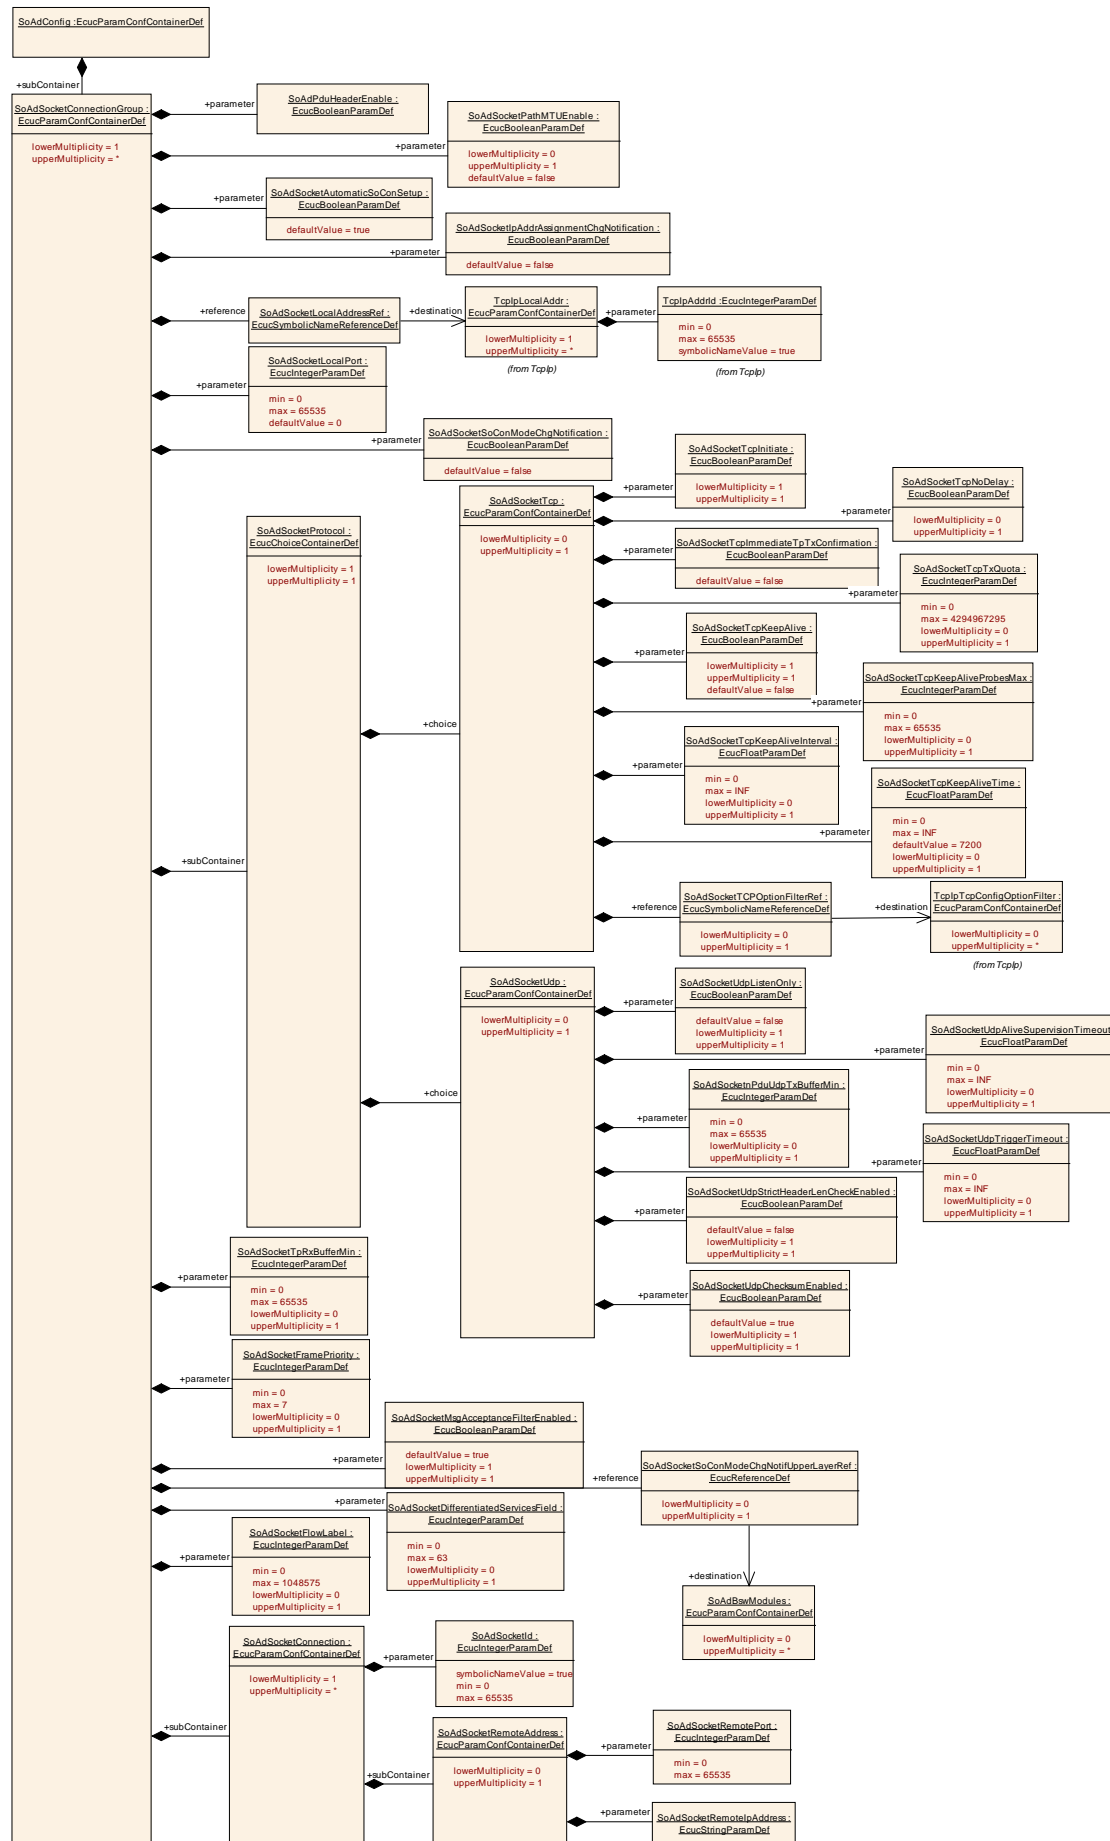 SoAdConfig :EcucParamConfContainerDef
+subContainer
SoAdSocketConnectionGroup :
EcucParamConfContainerDef
lowerMultiplicity = 1
upperMultiplicity = *
+parameter
SoAdPduHeaderEnable :
EcucBooleanParamDef
+parameter
SoAdSocketPathMTUEnable :
EcucBooleanParamDef
lowerMultiplicity = 0
upperMultiplicity = 1
defaultValue = false
+parameter
SoAdSocketAutomaticSoConSetup :
EcucBooleanParamDef
defaultValue = true
+parameter
SoAdSocketIpAddrAssignmentChgNotification :
EcucBooleanParamDef
defaultValue = false
+reference
SoAdSocketLocalAddressRef :
EcucSymbolicNameReferenceDef
+destination
TcpIpLocalAddr :
EcucParamConfContainerDef
lowerMultiplicity = 1
upperMultiplicity = *
(from TcpIp)
+parameter
TcpIpAddrId :EcucIntegerParamDef
min = 0
max = 65535
symbolicNameValue = true
(from TcpIp)
+parameter
SoAdSocketLocalPort :
EcucIntegerParamDef
min = 0
max = 65535
defaultValue = 0
+parameter
SoAdSocketSoConModeChgNotification :
EcucBooleanParamDef
defaultValue = false
+subContainer
SoAdSocketProtocol :
EcucChoiceContainerDef
lowerMultiplicity = 1
upperMultiplicity = 1
+choice
SoAdSocketTcp :
EcucParamConfContainerDef
lowerMultiplicity = 0
upperMultiplicity = 1
+parameter
SoAdSocketTcpInitiate :
EcucBooleanParamDef
lowerMultiplicity = 1
upperMultiplicity = 1
+parameter
SoAdSocketTcpNoDelay :
EcucBooleanParamDef
lowerMultiplicity = 0
upperMultiplicity = 1
+parameter
SoAdSocketTcpImmediateTpTxConfirmation :
EcucBooleanParamDef
defaultValue = false
+parameter
SoAdSocketTcpTxQuota :
EcucIntegerParamDef
min = 0
max = 4294967295
lowerMultiplicity = 0
upperMultiplicity = 1
+parameter
SoAdSocketTcpKeepAlive :
EcucBooleanParamDef
lowerMultiplicity = 1
upperMultiplicity = 1
defaultValue = false
+parameter
SoAdSocketTcpKeepAliveProbesMax :
EcucIntegerParamDef
min = 0
max = 65535
lowerMultiplicity = 0
upperMultiplicity = 1
+parameter
SoAdSocketTcpKeepAliveInterval :
EcucFloatParamDef
min = 0
max = INF
lowerMultiplicity = 0
upperMultiplicity = 1
+parameter
SoAdSocketTcpKeepAliveTime :
EcucFloatParamDef
min = 0
max = INF
defaultValue = 7200
lowerMultiplicity = 0
upperMultiplicity = 1
+reference
SoAdSocketTCPOptionFilterRef :
EcucSymbolicNameReferenceDef
lowerMultiplicity = 0
upperMultiplicity = 1
+destination
TcpIpTcpConfigOptionFilter :
EcucParamConfContainerDef
lowerMultiplicity = 0
upperMultiplicity = *
(from TcpIp)
+choice
SoAdSocketUdp :
EcucParamConfContainerDef
lowerMultiplicity = 0
upperMultiplicity = 1
+parameter
SoAdSocketUdpListenOnly :
EcucBooleanParamDef
defaultValue = false
lowerMultiplicity = 1
upperMultiplicity = 1
+parameter
SoAdSocketUdpAliveSupervisionTimeout
EcucFloatParamDef
min = 0
max = INF
lowerMultiplicity = 0
upperMultiplicity = 1
+parameter
SoAdSocketnPduUdpTxBufferMin :
EcucIntegerParamDef
min = 0
max = 65535
lowerMultiplicity = 0
upperMultiplicity = 1
+parameter
SoAdSocketUdpTriggerTimeout :
EcucFloatParamDef
min = 0
max = INF
lowerMultiplicity = 0
upperMultiplicity = 1
+parameter
SoAdSocketUdpStrictHeaderLenCheckEnabled :
EcucBooleanParamDef
defaultValue = false
lowerMultiplicity = 1
upperMultiplicity = 1
+parameter
SoAdSocketUdpChecksumEnabled :
EcucBooleanParamDef
defaultValue = true
lowerMultiplicity = 1
upperMultiplicity = 1
+parameter
SoAdSocketTpRxBufferMin :
EcucIntegerParamDef
min = 0
max = 65535
lowerMultiplicity = 0
upperMultiplicity = 1
+parameter
SoAdSocketFramePriority :
EcucIntegerParamDef
min = 0
max = 7
lowerMultiplicity = 0
upperMultiplicity = 1
+parameter
SoAdSocketMsgAcceptanceFilterEnabled :
EcucBooleanParamDef
defaultValue = true
lowerMultiplicity = 1
upperMultiplicity = 1
+reference
SoAdSocketSoConModeChgNotifUpperLayerRef :
EcucReferenceDef
lowerMultiplicity = 0
upperMultiplicity = 1
+destination
SoAdBswModules :
EcucParamConfContainerDef
lowerMultiplicity = 0
upperMultiplicity = *
+parameter
SoAdSocketDifferentiatedServicesField :
EcucIntegerParamDef
min = 0
max = 63
lowerMultiplicity = 0
upperMultiplicity = 1
+parameter
SoAdSocketFlowLabel :
EcucIntegerParamDef
min = 0
max = 1048575
lowerMultiplicity = 0
upperMultiplicity = 1
+subContainer
SoAdSocketConnection :
EcucParamConfContainerDef
lowerMultiplicity = 1
upperMultiplicity = *
+parameter
SoAdSocketId :
EcucIntegerParamDef
symbolicNameValue = true
min = 0
max = 65535
+subContainer
SoAdSocketRemoteAddress :
EcucParamConfContainerDef
lowerMultiplicity = 0
upperMultiplicity = 1
+parameter
SoAdSocketRemotePort :
EcucIntegerParamDef
min = 0
max = 65535
+parameter
SoAdSocketRemoteIpAddress :
EcucStringParamDef